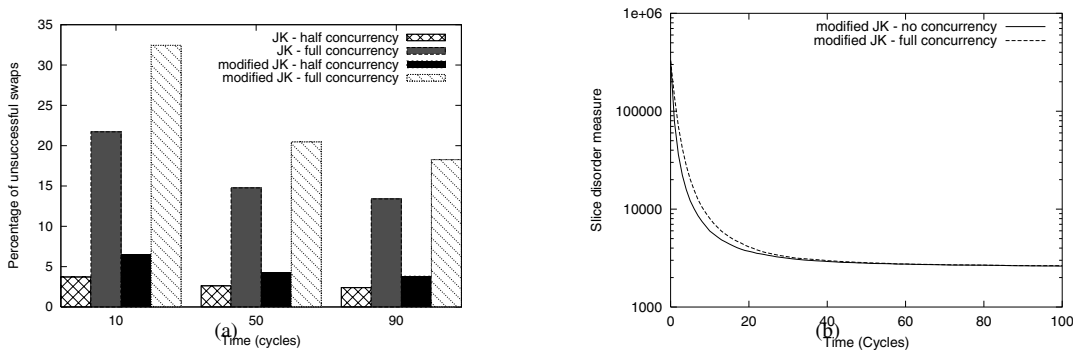 35
30
25
20
15
10
5
0
Percentage of unsuccessful swaps
JK - half concurrency
JK - full concurrency
modified JK - half concurrency
modified JK - full concurrency
10
50
90
Time (cycles)
(a)
1e+06
100000
10000
1000
Slice disorder measure
modified JK - no concurrency
modified JK - full concurrency
0
20
40
60
80
100
Time (Cycles)
(b)